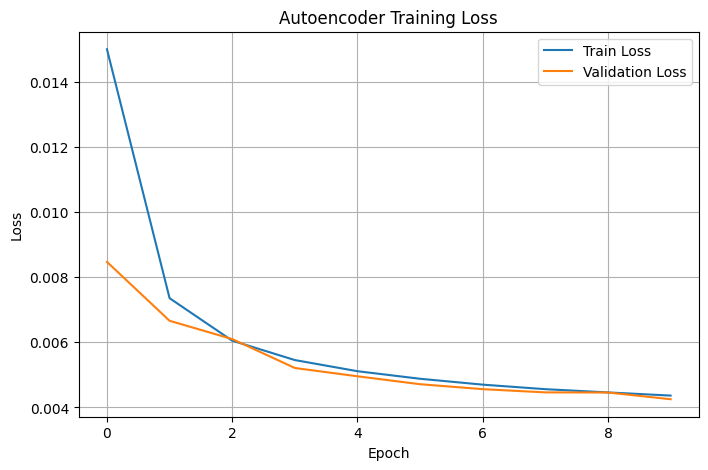 Autoencoder Training Loss
Train Loss
Validation Loss
0.014
0.012
0.010
0.008
0.006
0.004
Loss
0
2
4
6
8
Epoch